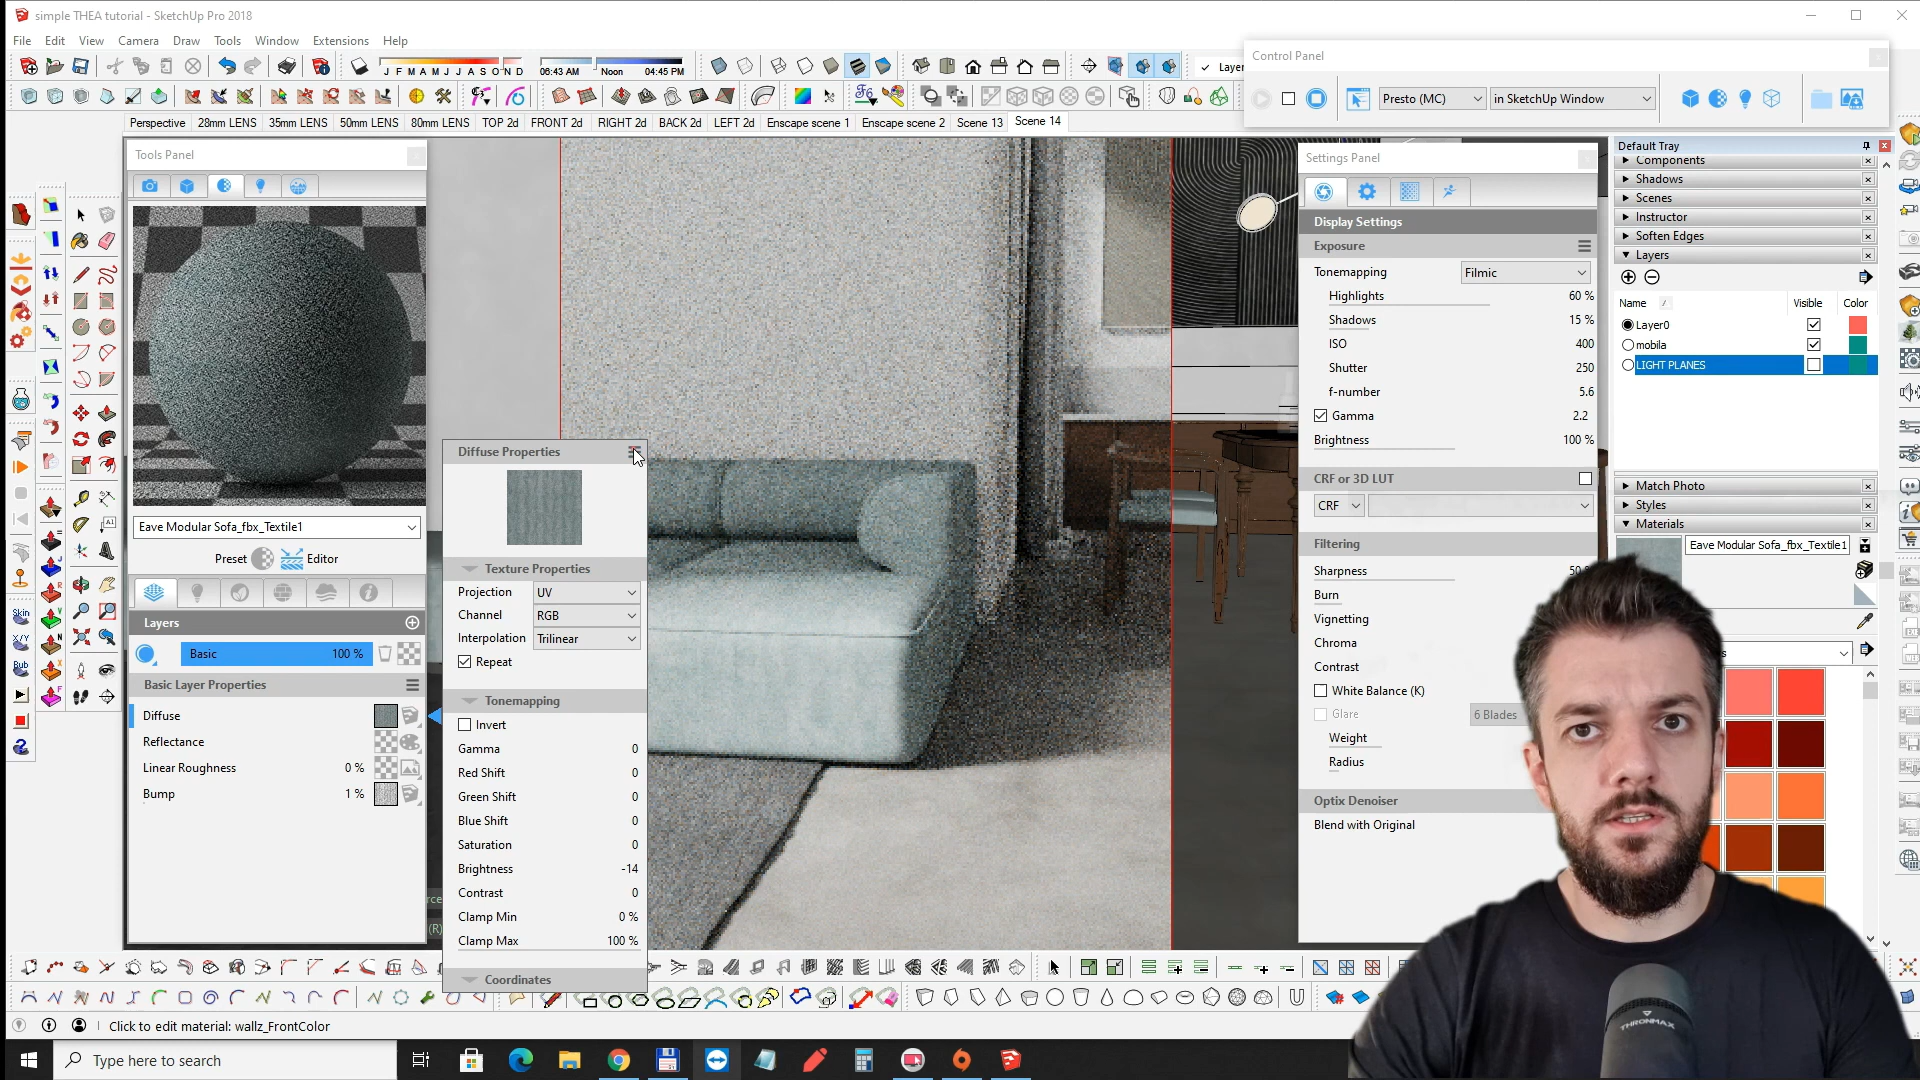 simple THEA tutorial - SketchUp Pro 2018
File Edit View Camera Draw Tools Window Extensions Help
J F M A M J J A S O N D
06:43 AM Noon 04:45 PM
Layer
Control Panel
Presto (MC)
in SketchUp Window
Perspective 28mm LENS 35mm LENS 50mm LENS 80mm LENS TOP 2d FRONT 2d RIGHT 2d BACK 2d LEFT 2d Enscape scene 1 Enscape scene 2 Scene 13 Scene 14
Tools Panel
Eave Modular Sofa_fbx_Textile1
Preset Editor
Layers
Basic 100 %
Basic Layer Properties
Diffuse
Reflectance
Linear Roughness 0 %
Bump 1 %
Diffuse Properties
Texture Properties
Projection UV
Channel RGB
Interpolation Trilinear
Repeat
Tonemapping
Invert
Gamma 0
Red Shift 0
Green Shift 0
Blue Shift 0
Saturation 0
Brightness -14
Contrast 0
Clamp Min 0 %
Clamp Max 100 %
Coordinates
Settings Panel
Display Settings
Exposure
Tonemapping Filmic
Highlights 60 %
Shadows 15 %
ISO 400
Shutter 250
f-number 5.6
Gamma 2.2
Brightness 100 %
CRF or 3D LUT
CRF
Filtering
Sharpness 50
Burn
Vignetting
Chroma
Contrast
White Balance (K)
Glare 6 Blades
Weight
Radius
Optix Denoiser
Blend with Original
Default Tray
Components
Shadows
Scenes
Instructor
Soften Edges
Layers
Name Visible Color
Layer0
mobila
LIGHT PLANES
Match Photo
Styles
Materials
Eave Modular Sofa_fbx_Textile1
Skin
X/Y
Bub
THRONMAX
Click to edit material: wallz_FrontColor
Type here to search